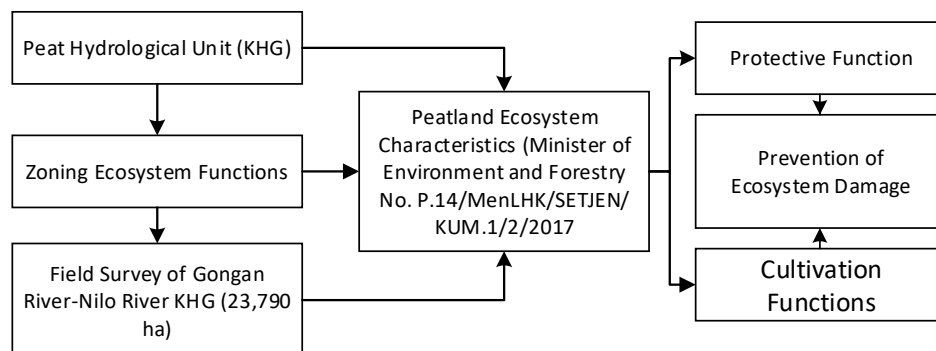 Peat Hydrological Unit (KHG)
Zoning Ecosystem Functions
Field Survey of Gongan
River-Nilo River KHG (23,790
ha)
Peatland Ecosystem
Characteristics (Minister of
Environment and Forestry
No. P.14/MenLHK/SETJEN/
KUM.1/2/2017
Protective Function
Prevention of
Ecosystem Damage
Cultivation
Functions